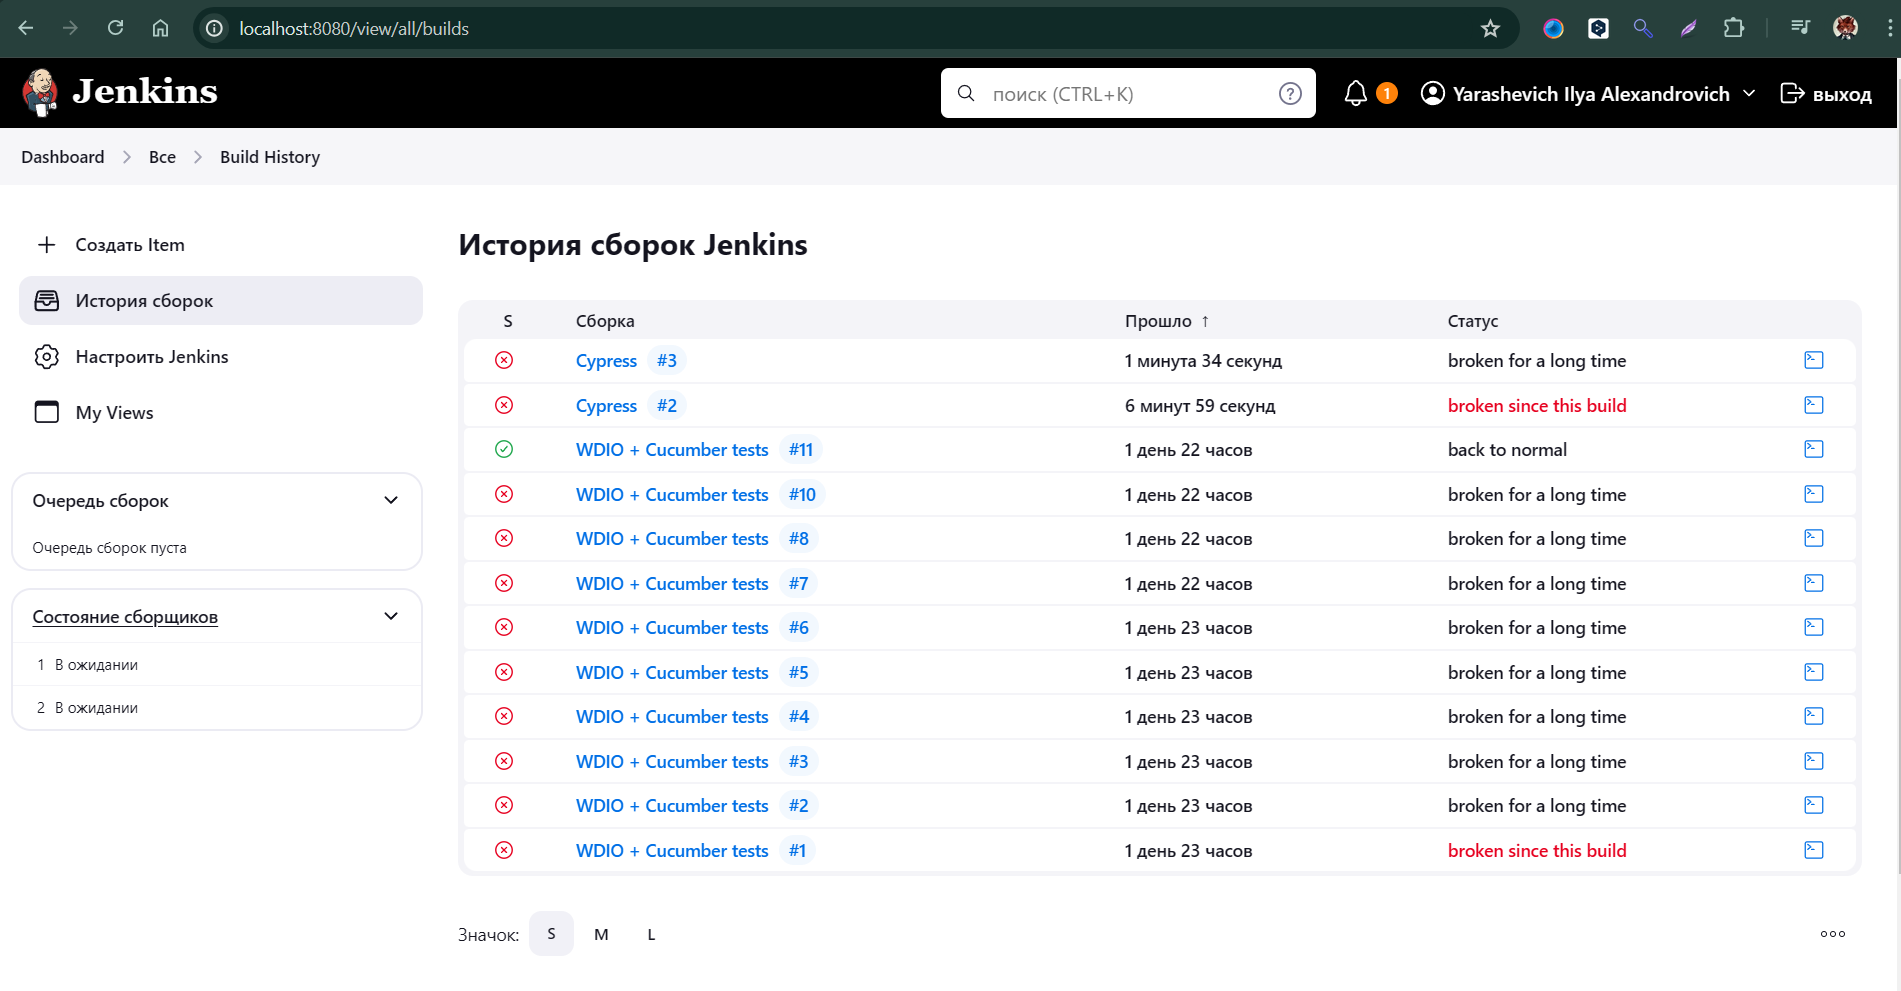 localhost:8080/view/all/builds
Jenkins
поиск (CTRL+K)
1
Yarashevich Ilya Alexandrovich
выход
Dashboard
Все
Build History
Создать Item
История сборок
Настроить Jenkins
My Views
Очередь сборок
Очередь сборок пуста
Состояние сборщиков
1 В ожидании
2 В ожидании
История сборок Jenkins
S Сборка Прошло ↑ Статус
Cypress #3 1 минута 34 секунд broken for a long time
Cypress #2 6 минут 59 секунд broken since this build
WDIO + Cucumber tests #11 1 день 22 часов back to normal
WDIO + Cucumber tests #10 1 день 22 часов broken for a long time
WDIO + Cucumber tests #8 1 день 22 часов broken for a long time
WDIO + Cucumber tests #7 1 день 22 часов broken for a long time
WDIO + Cucumber tests #6 1 день 23 часов broken for a long time
WDIO + Cucumber tests #5 1 день 23 часов broken for a long time
WDIO + Cucumber tests #4 1 день 23 часов broken for a long time
WDIO + Cucumber tests #3 1 день 23 часов broken for a long time
WDIO + Cucumber tests #2 1 день 23 часов broken for a long time
WDIO + Cucumber tests #1 1 день 23 часов broken since this build
Значок: S M L